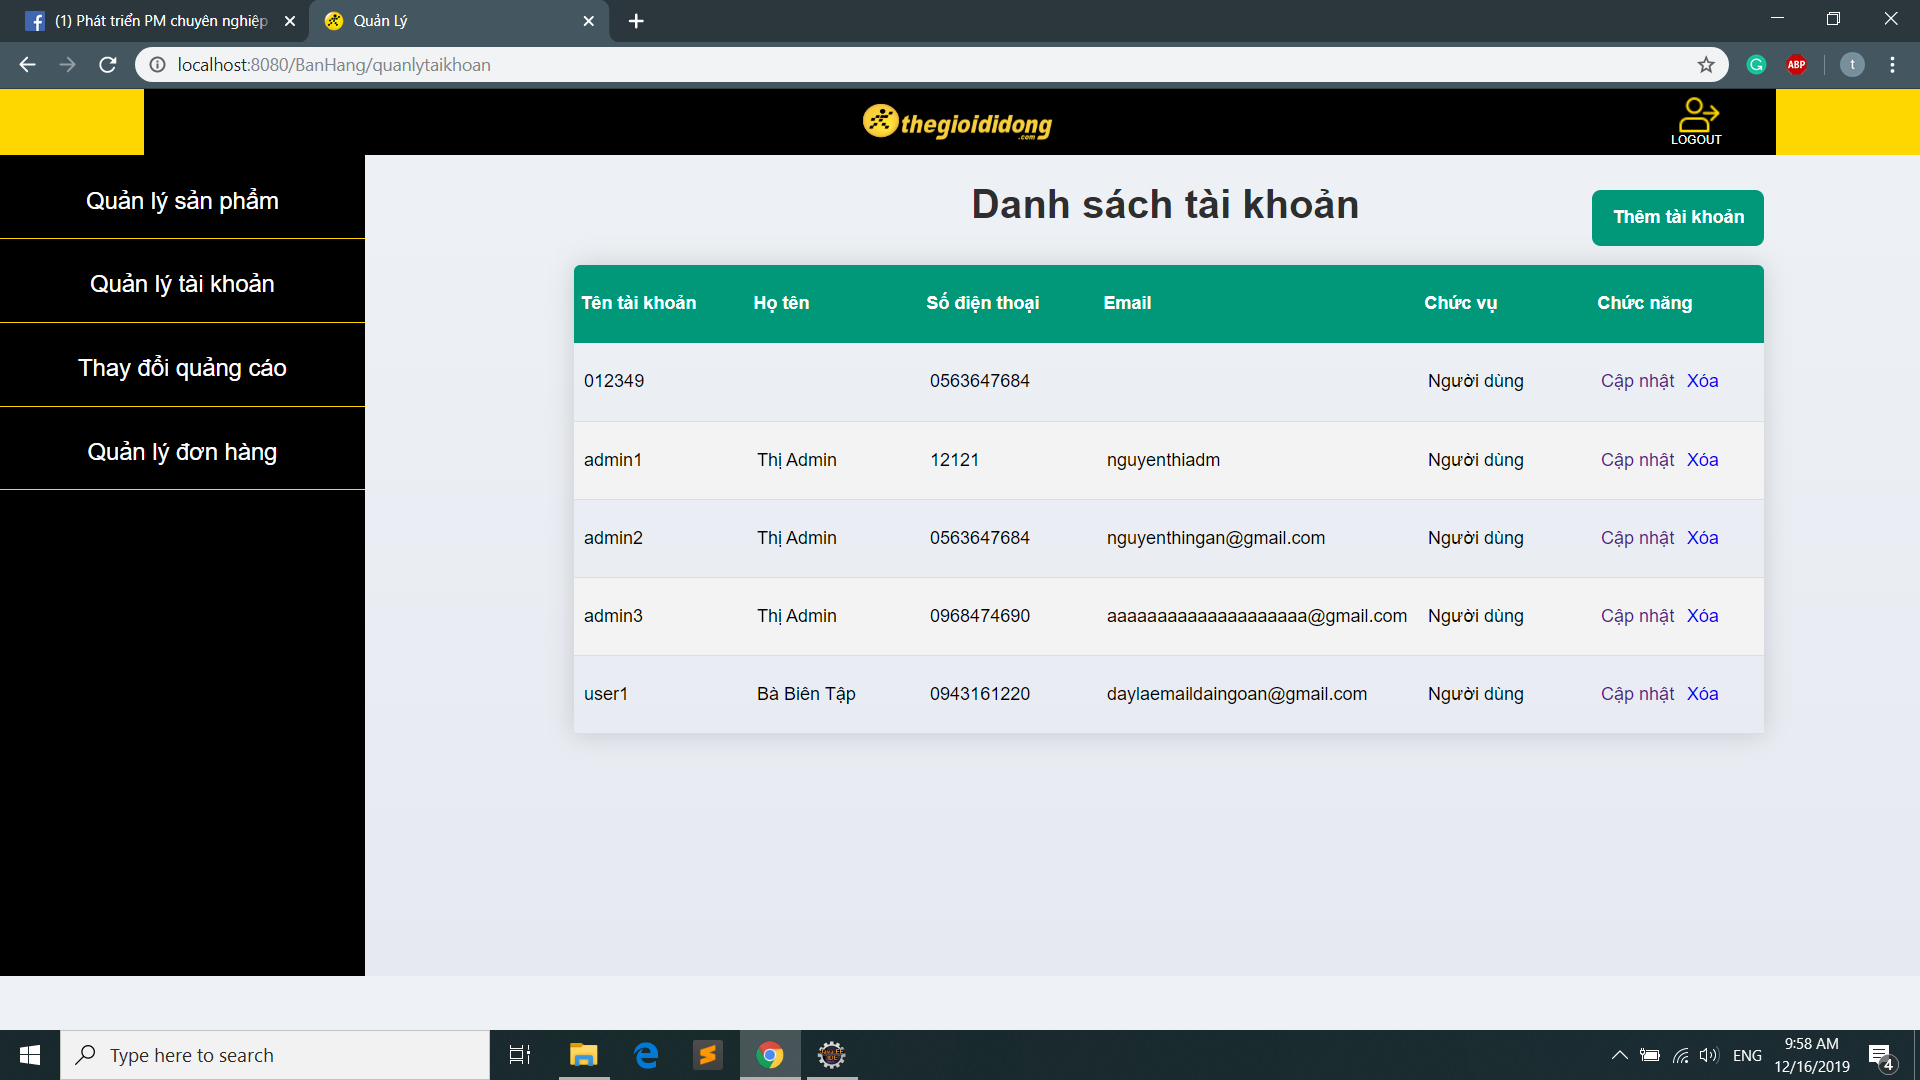 (1) Phát triển PM chuyên nghiệp
Quản Lý
localhost:8080/BanHang/quanlytaikhoan
ABP
t
thegioididong
.com
LOGOUT
Quản lý sản phẩm
Quản lý tài khoản
Thay đổi quảng cáo
Quản lý đơn hàng
Danh sách tài khoản
Thêm tài khoản
Tên tài khoản Họ tên Số điện thoại Email Chức vụ Chức năng
012349 0563647684 Người dùng Cập nhật Xóa
admin1 Thị Admin 12121 nguyenthiadm Người dùng Cập nhật Xóa
admin2 Thị Admin 0563647684 nguyenthingan@gmail.com Người dùng Cập nhật Xóa
admin3 Thị Admin 0968474690 aaaaaaaaaaaaaaaaaaaa@gmail.com Người dùng Cập nhật Xóa
user1 Bà Biên Tập 0943161220 daylaemaildaingoan@gmail.com Người dùng Cập nhật Xóa
Type here to search
ENG
9:58 AM
12/16/2019
4